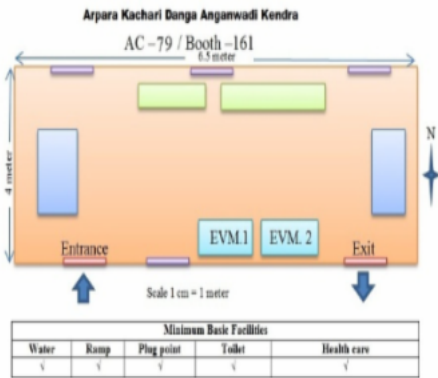 Arpara Kachari Danga Anganwadi Kendra
AC –79 / Booth –161
6.5 meter
4 meter
N
EVM.1 EVM. 2
Entrance Exit
Scale 1 cm = 1 meter
Minimum Basic Facilities
Water Ramp Plug point Toilet Health care
√ √ √ √ √